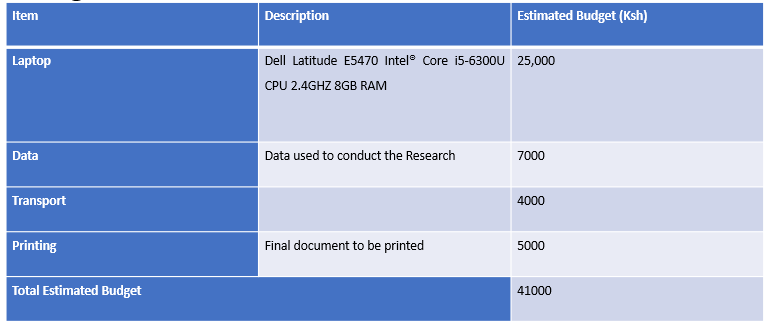 Item Description Estimated Budget (Ksh)
Laptop Dell Latitude E5470 Intel® Core i5-6300U 25,000
CPU 2.4GHZ 8GB RAM
Data Data used to conduct the Research 7000
Transport 4000
Printing Final document to be printed 5000
Total Estimated Budget 41000